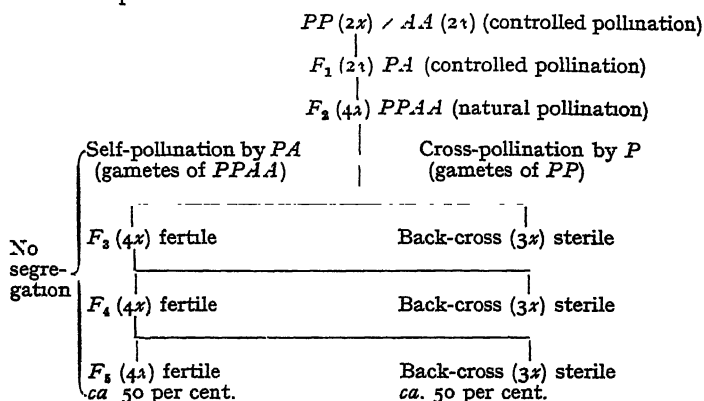 PP (2x) × AA (2x) (controlled pollination)
F₁ (2x) PA (controlled pollination)
F₂ (4x) PPAA (natural pollination)
Self-pollination by PA Cross-pollination by P
(gametes of PPAA) (gametes of PP)
F₃ (4x) fertile Back-cross (3x) sterile
No
segre-
gation
F₄ (4x) fertile Back-cross (3x) sterile
F₅ (4x) fertile Back-cross (3x) sterile
ca 50 per cent. ca. 50 per cent.